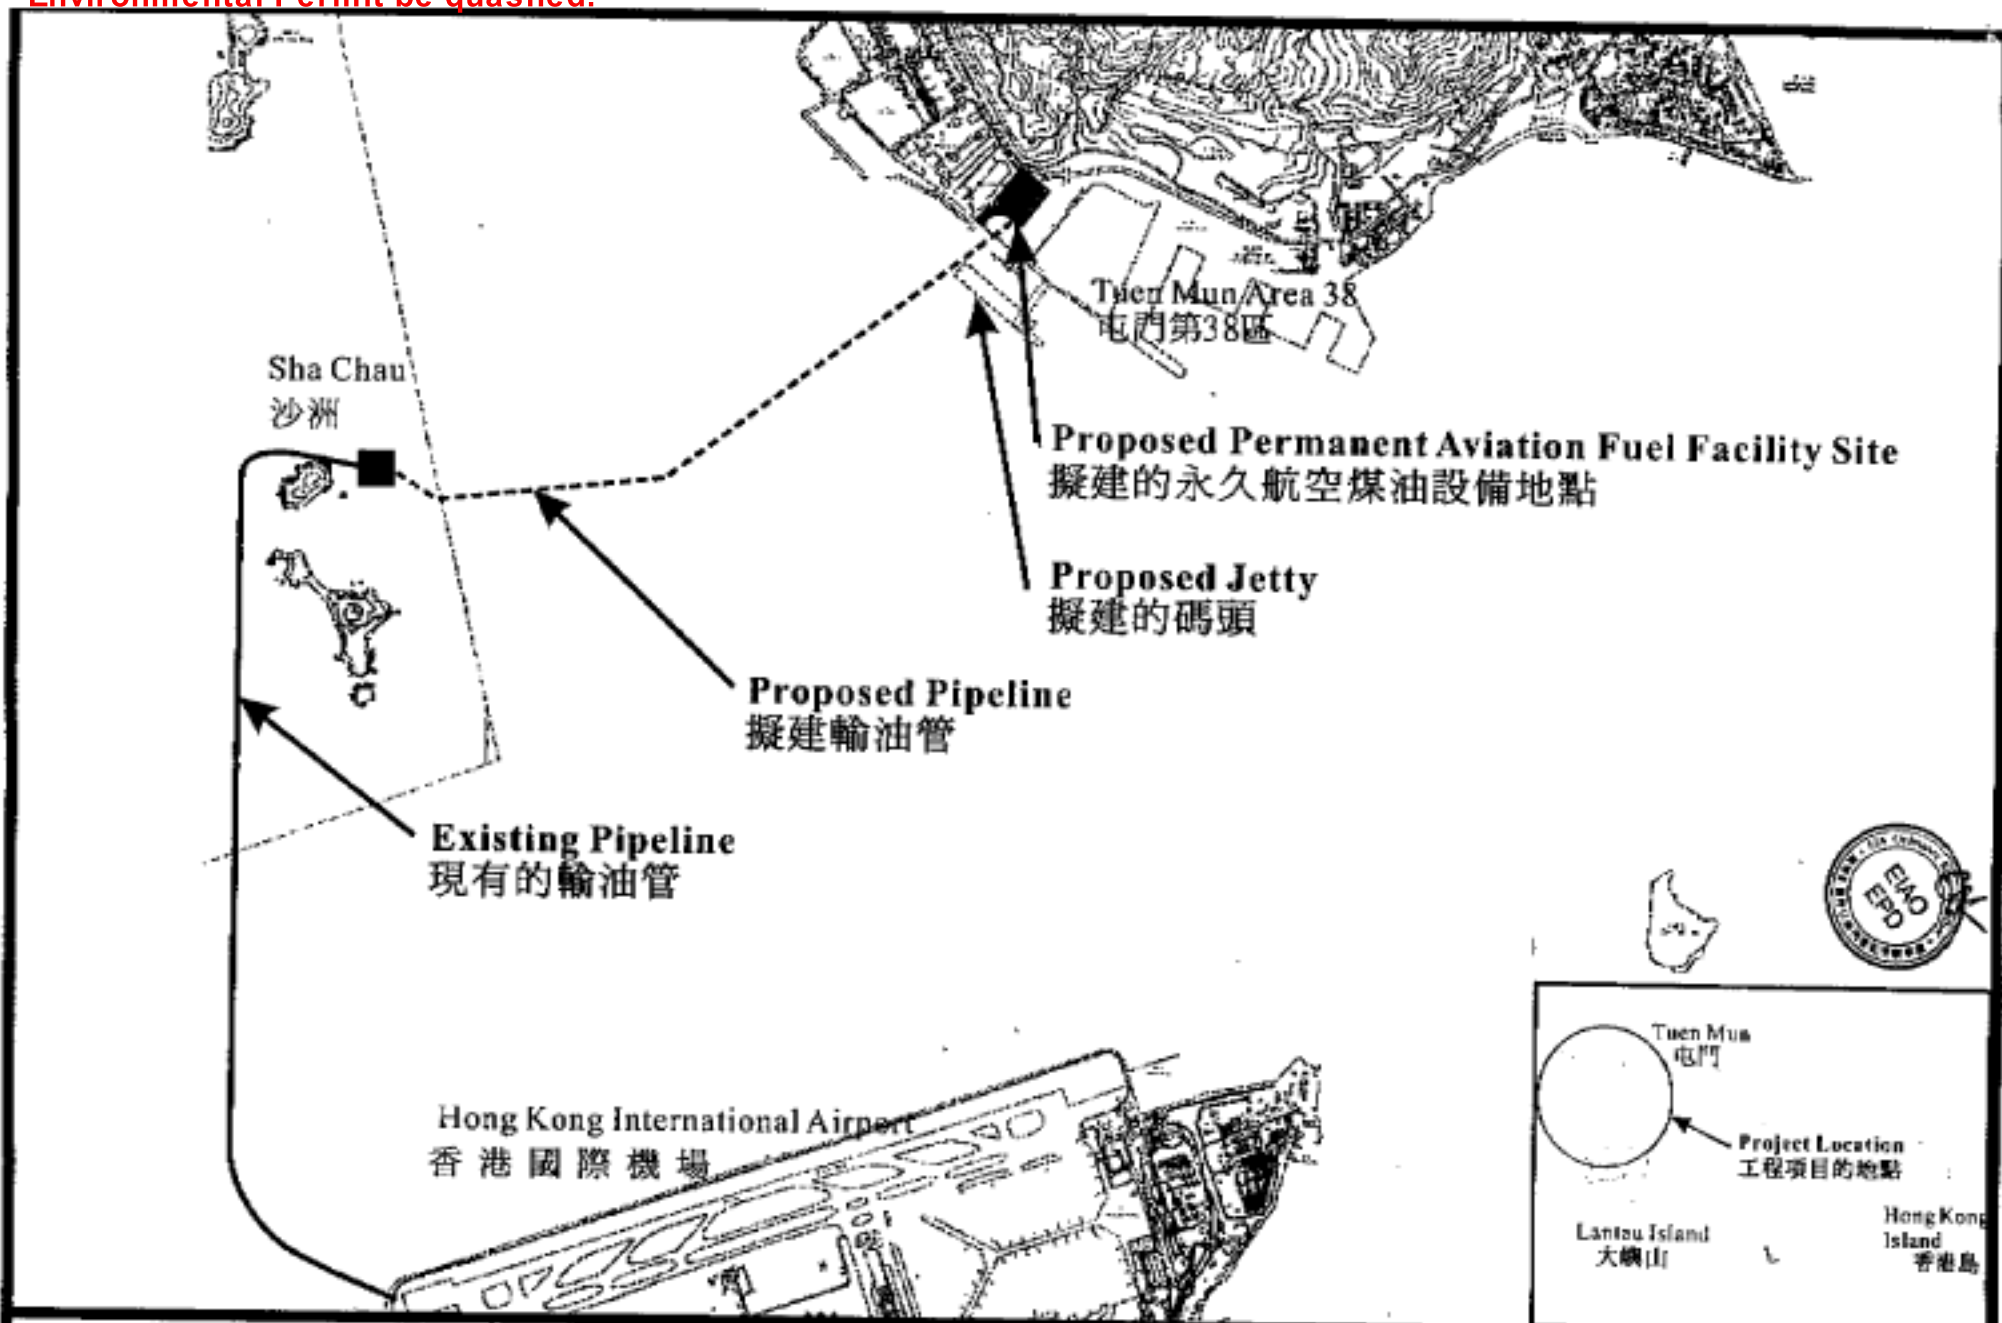 Environmental Permit be quashed.
Tuen Mun Area 38
屯門第38區
Sha Chau
沙洲
Proposed Permanent Aviation Fuel Facility Site
擬建的永久航空煤油設備地點
Proposed Jetty
擬建的碼頭
Proposed Pipeline
擬建輸油管
Existing Pipeline
現有的輸油管
EIAO
EPD
Hong Kong International Airport
香港國際機場
Tuen Mun
屯門
Project Location
工程項目的地點
Lantau Island
大嶼山
Hong Kong
Island
香港島